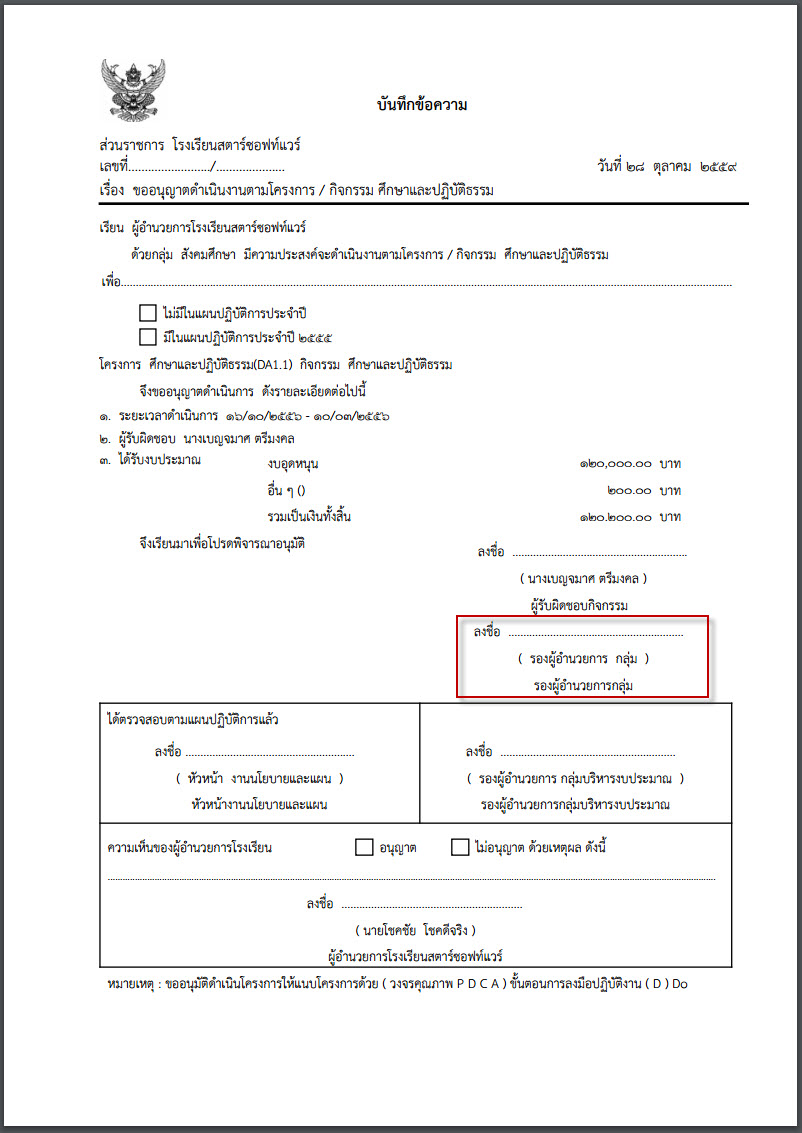 บันทึกข้อความ
ส่วนราชการ โรงเรียนสตาร์ซอฟท์แวร์
เลขที่......................../.....................
วันที่ ๒๘ ตุลาคม ๒๕๕๙
เรื่อง ขออนุญาตดำเนินงานตามโครงการ / กิจกรรม ศึกษาและปฏิบัติธรรม
เรียน ผู้อำนวยการโรงเรียนสตาร์ซอฟท์แวร์
ด้วยกลุ่ม สังคมศึกษา มีความประสงค์จะดำเนินงานตามโครงการ / กิจกรรม ศึกษาและปฏิบัติธรรม
เพื่อ........................................................................................................................
ไม่มีในแผนปฏิบัติการประจำปี
มีในแผนปฏิบัติการประจำปี ๒๕๕๕
โครงการ ศึกษาและปฏิบัติธรรม(DA1.1) กิจกรรม ศึกษาและปฏิบัติธรรม
จึงขออนุญาตดำเนินการ ดังรายละเอียดต่อไปนี้
๑. ระยะเวลาดำเนินการ ๑๖/๑๐/๒๕๕๖ - ๑๐/๐๓/๒๕๕๖
๒. ผู้รับผิดชอบ นางเบญจมาศ ตรีมงคล
๓. ได้รับงบประมาณ งบอุดหนุน ๑๒๐,๐๐๐.๐๐ บาท
อื่น ๆ () ๒๐๐.๐๐ บาท
รวมเป็นเงินทั้งสิ้น ๑๒๐.๒๐๐.๐๐ บาท
จึงเรียนมาเพื่อโปรดพิจารณาอนุมัติ
ลงชื่อ ..........................................................
( นางเบญจมาศ ตรีมงคล )
ผู้รับผิดชอบกิจกรรม
ลงชื่อ ..........................................................
( รองผู้อำนวยการ กลุ่ม )
รองผู้อำนวยการกลุ่ม
ได้ตรวจสอบตามแผนปฏิบัติการแล้ว
ลงชื่อ ........................................................
( หัวหน้า งานนโยบายและแผน )
หัวหน้างานนโยบายและแผน
ลงชื่อ ..........................................................
( รองผู้อำนวยการ กลุ่มบริหารงบประมาณ )
รองผู้อำนวยการกลุ่มบริหารงบประมาณ
ความเห็นของผู้อำนวยการโรงเรียน อนุญาต ไม่อนุญาต ด้วยเหตุผล ดังนี้
........................................................................................................................
ลงชื่อ ............................................................
( นายโชคชัย โชคดีจริง )
ผู้อำนวยการโรงเรียนสตาร์ซอฟท์แวร์
หมายเหตุ : ขออนุมัติดำเนินโครงการให้แนบโครงการด้วย ( วงจรคุณภาพ P D C A ) ขั้นตอนการลงมือปฏิบัติงาน ( D ) Do